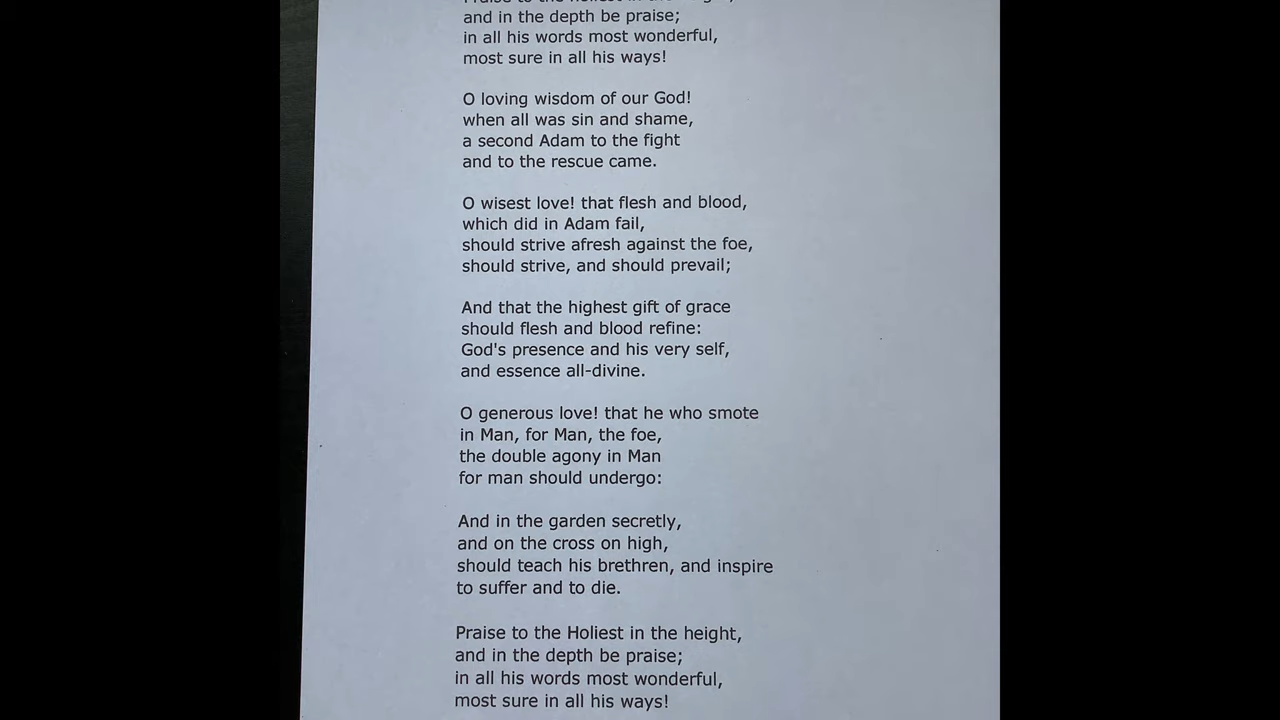 Praise to the Holiest in the
and in the depth be praise;
in all his words most wonderful,
most sure in all his ways!
O loving wisdom of our God!
when all was sin and shame,
a second Adam to the fight
and to the rescue came.
O wisest love! that flesh and blood,
which did in Adam fail,
should strive afresh against the foe,
should strive, and should prevail;
And that the highest gift of grace
should flesh and blood refine:
God's presence and his very self,
and essence all-divine.
O generous love! that he who smote
in Man, for Man, the foe,
the double agony in Man
for man should undergo:
And in the garden secretly,
and on the cross on high,
should teach his brethren, and inspire
to suffer and to die.
Praise to the Holiest in the height,
and in the depth be praise;
in all his words most wonderful,
most sure in all his ways!